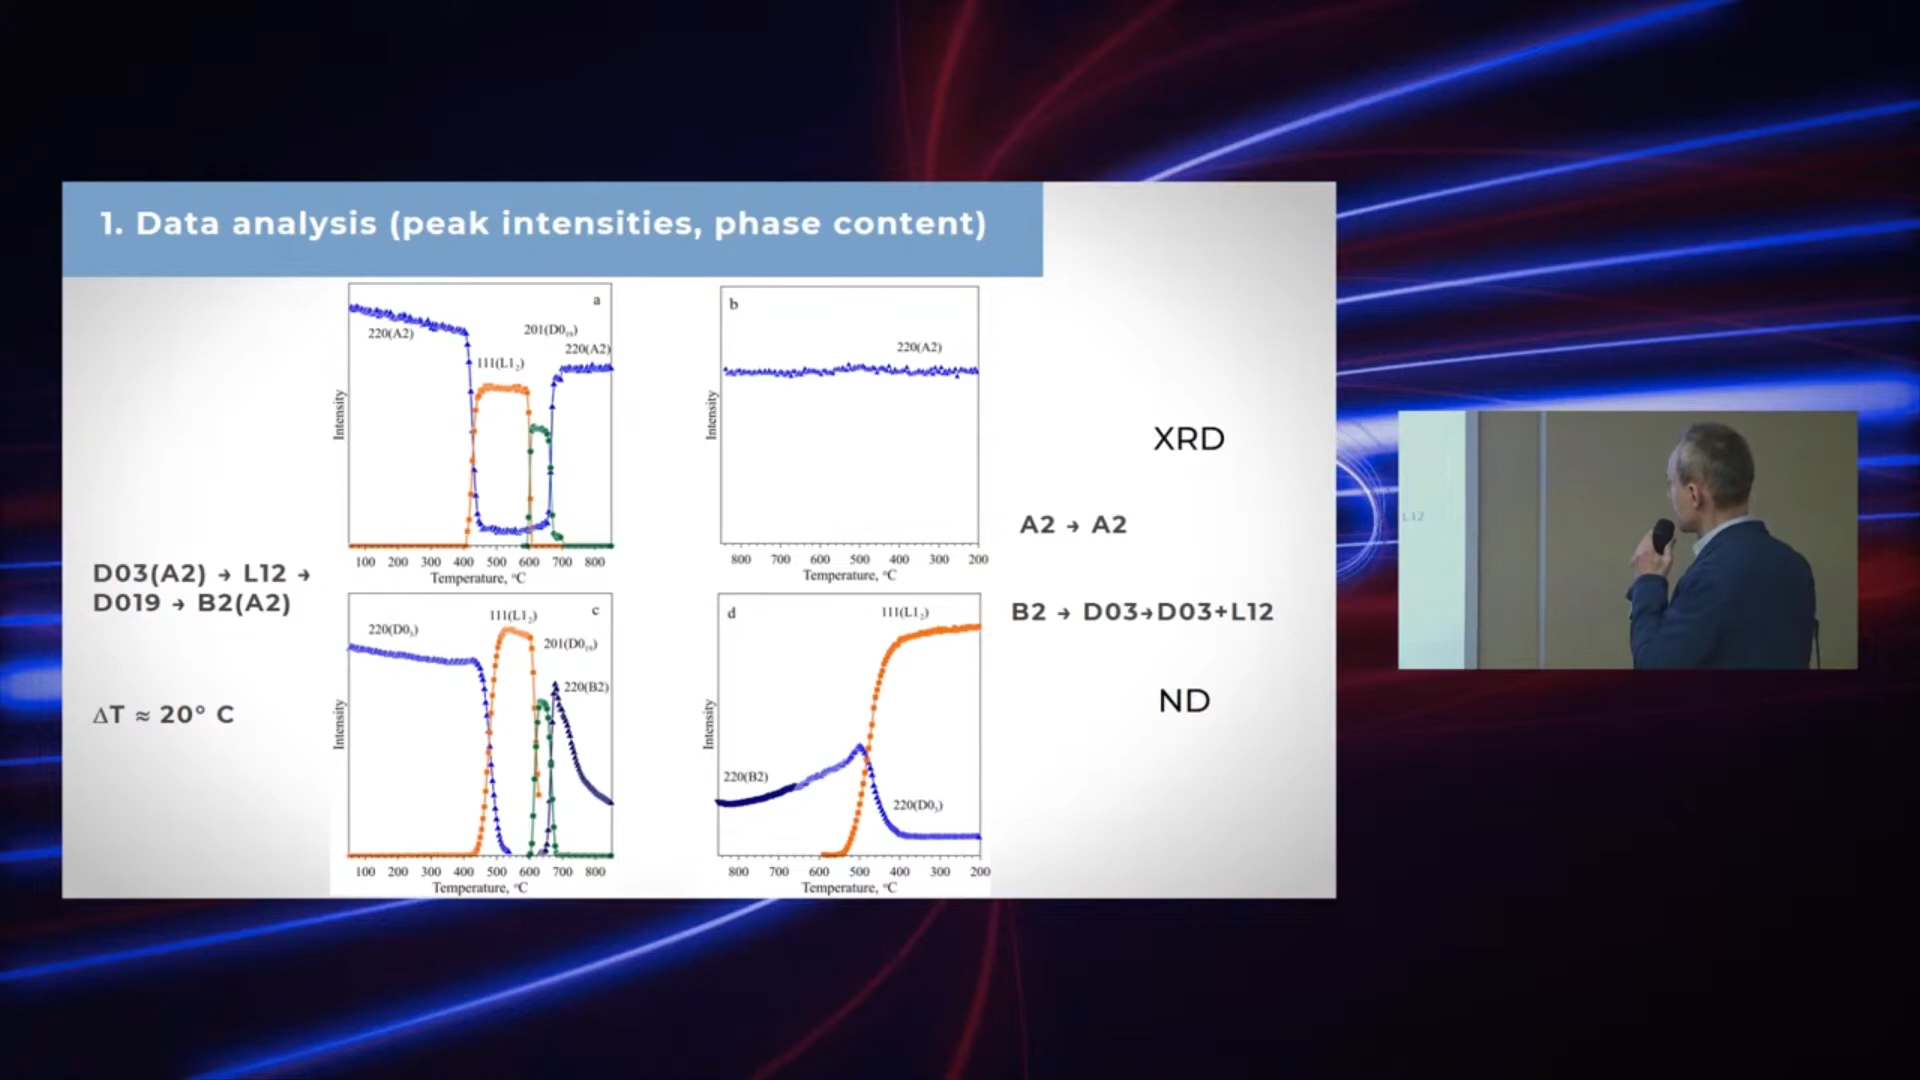 1. Data analysis (peak intensities, phase content)
a
220(A2)
201(D0₁₉)
220(A2)
111(L1₂)
Intensity
100 200 300 400 500 600 700 800
Temperature, °C
b
220(A2)
Intensity
800 700 600 500 400 300 200
Temperature, °C
XRD
A2 → A2
D03(A2) → L12 →
D019 → B2(A2)
ΔT ≈ 20° C
c
111(L1₂)
220(D0₃)
201(D0₁₉)
220(B2)
Intensity
100 200 300 400 500 600 700 800
Temperature, °C
d
111(L1₂)
220(B2)
220(D0₃)
Intensity
800 700 600 500 400 300 200
Temperature, °C
B2 → D03→D03+L12
ND
L12